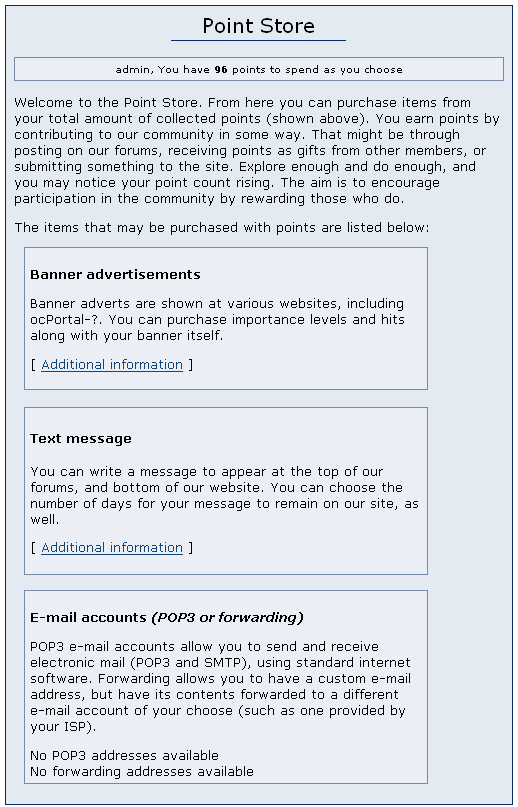 Point Store
admin, You have 96 points to spend as you choose
Welcome to the Point Store. From here you can purchase items from
your total amount of collected points (shown above). You earn points by
contributing to our community in some way. That might be through
posting on our forums, receiving points as gifts from other members, or
submitting something to the site. Explore enough and do enough, and
you may notice your point count rising. The aim is to encourage
participation in the community by rewarding those who do.
The items that may be purchased with points are listed below:
Banner advertisements
Banner adverts are shown at various websites, including
ocPortal-?. You can purchase importance levels and hits
along with your banner itself.
[ Additional information ]
Text message
You can write a message to appear at the top of our
forums, and bottom of our website. You can choose the
number of days for your message to remain on our site, as
well.
[ Additional information ]
E-mail accounts (POP3 or forwarding)
POP3 e-mail accounts allow you to send and receive
electronic mail (POP3 and SMTP), using standard internet
software. Forwarding allows you to have a custom e-mail
address, but have its contents forwarded to a different
e-mail account of your choose (such as one provided by
your ISP).
No POP3 addresses available
No forwarding addresses available